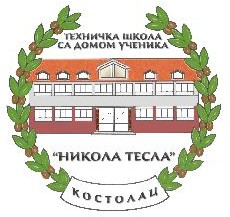 ТЕХНИЧКА ШКОЛА
СА ДОМОМ УЧЕНИКА
“НИКОЛА ТЕСЛА”
КОСТОЛАЦ